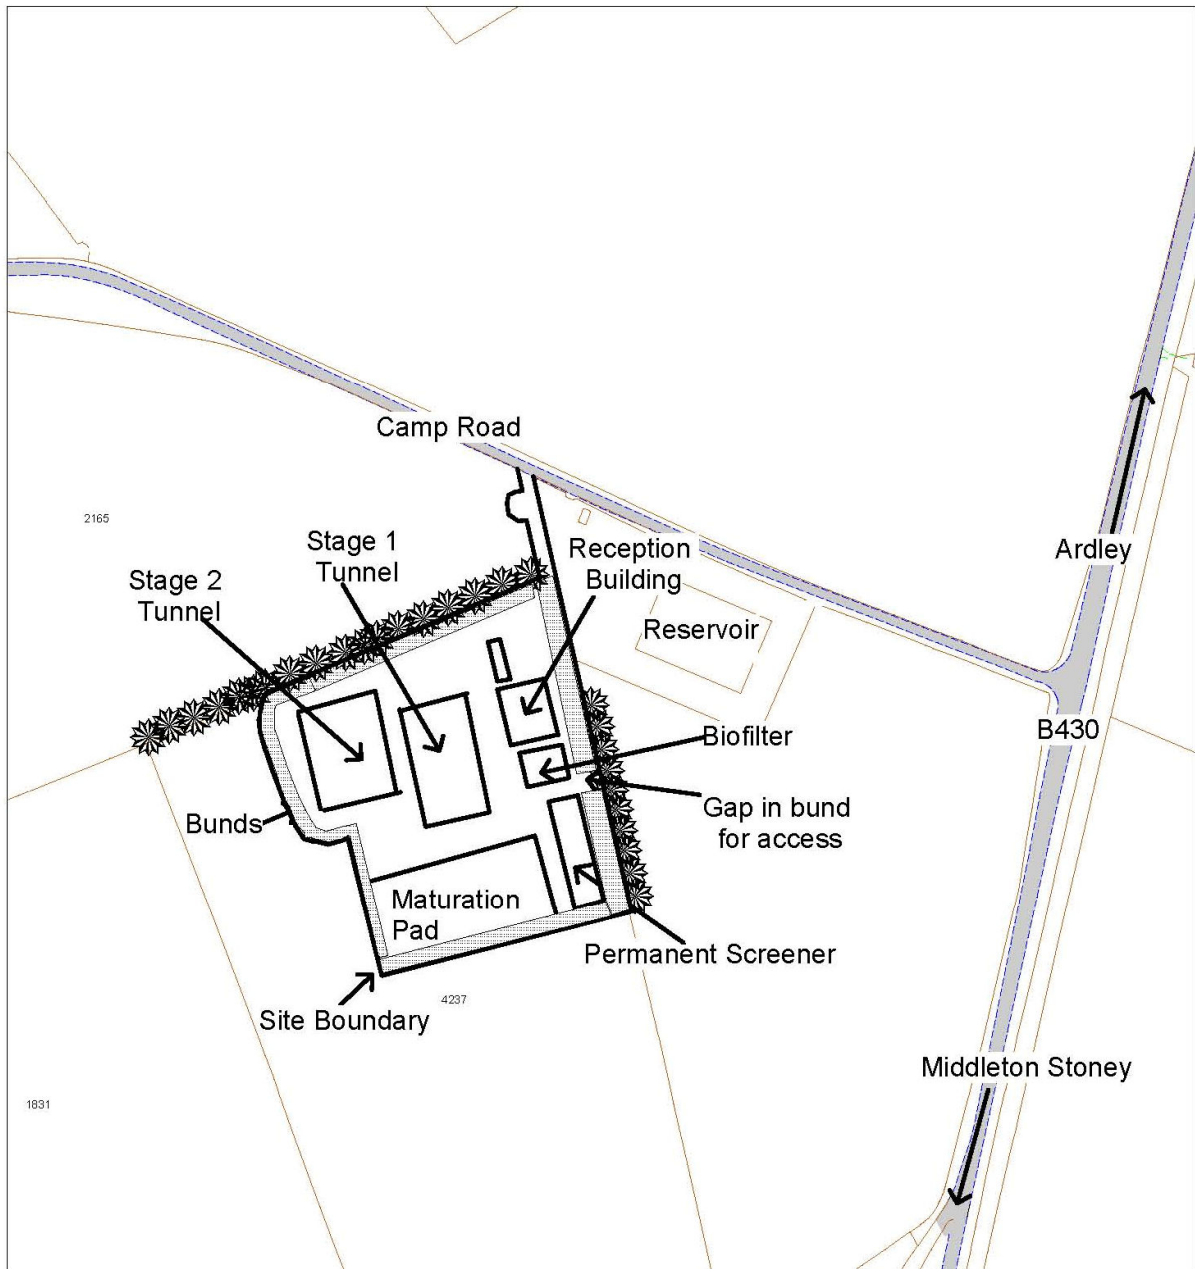 Camp Road
2165
Stage 1
Tunnel
Reception
Building
Ardley
Stage 2
Tunnel
Reservoir
B430
Biofilter
Gap in bund
for access
Bunds
Maturation
Pad
Permanent Screener
4237
Site Boundary
Middleton Stoney
1831